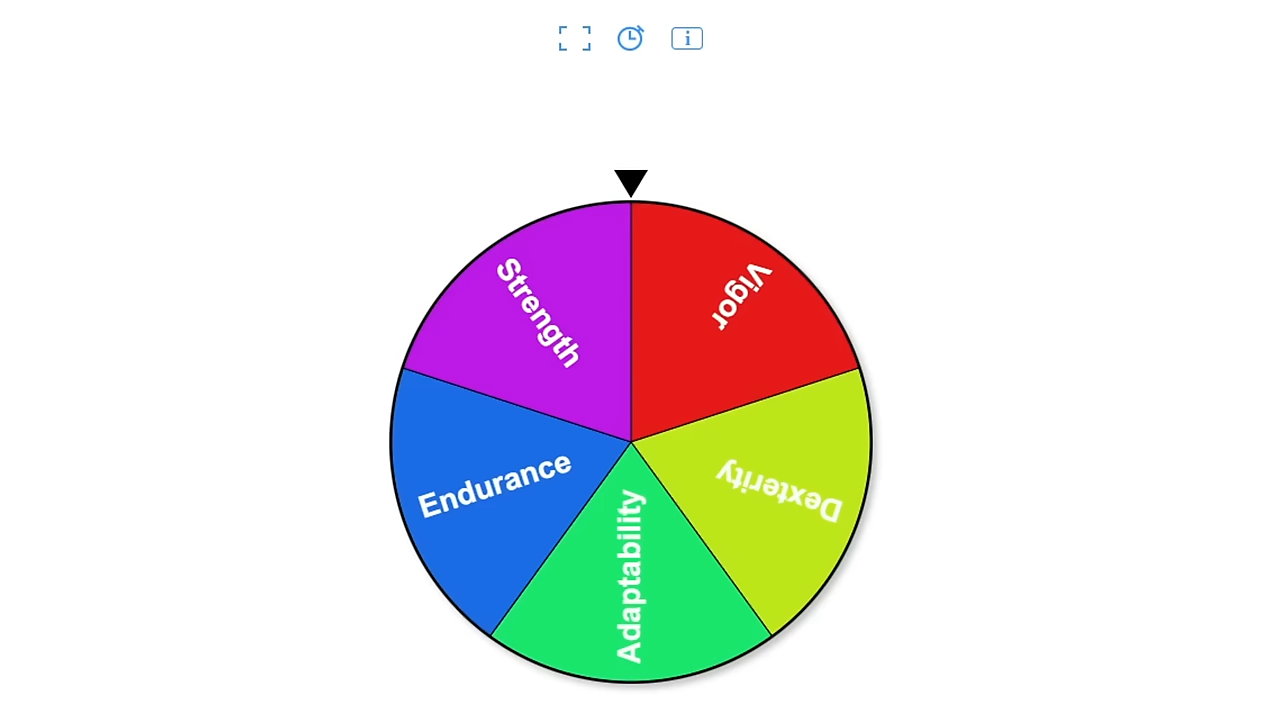 i
Strength
Vigor
Endurance
Dexterity
Adaptability